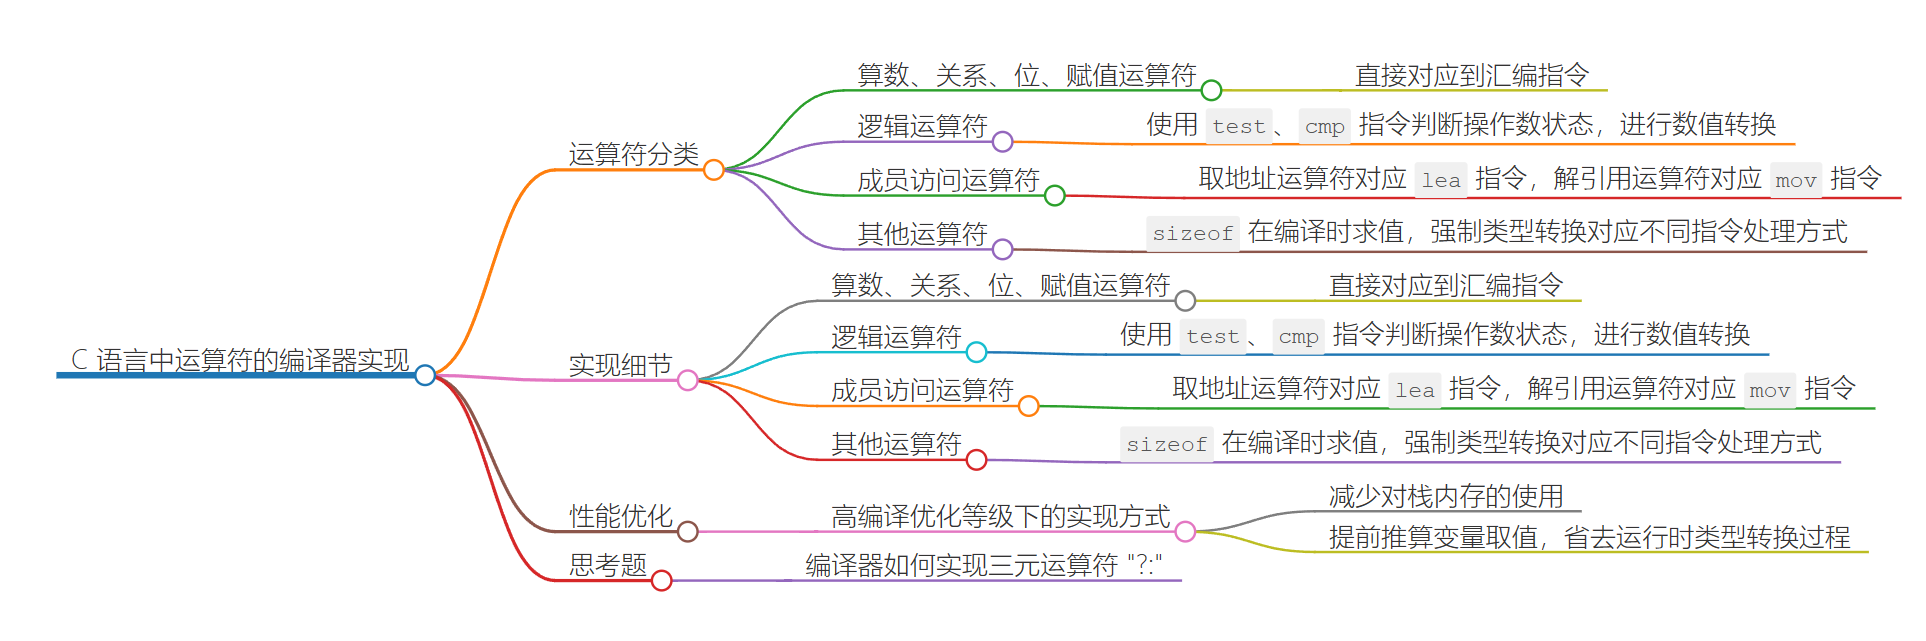 C 语言中运算符的编译器实现
运算符分类
算数、关系、位、赋值运算符
直接对应到汇编指令
逻辑运算符
使用 test 、 cmp 指令判断操作数状态，进行数值转换
成员访问运算符
取地址运算符对应 lea 指令，解引用运算符对应 mov 指令
其他运算符
sizeof 在编译时求值，强制类型转换对应不同指令处理方式
实现细节
算数、关系、位、赋值运算符
直接对应到汇编指令
逻辑运算符
使用 test 、 cmp 指令判断操作数状态，进行数值转换
成员访问运算符
取地址运算符对应 lea 指令，解引用运算符对应 mov 指令
其他运算符
sizeof 在编译时求值，强制类型转换对应不同指令处理方式
性能优化
高编译优化等级下的实现方式
减少对栈内存的使用
提前推算变量取值，省去运行时类型转换过程
思考题
编译器如何实现三元运算符 "?:"